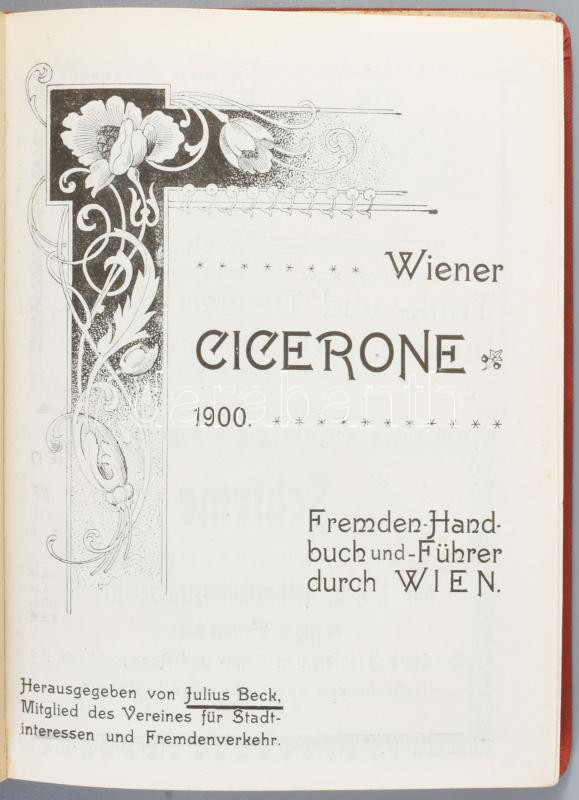 Wiener
CICERONE
1900.
Fremden-Hand-
buch und-Führer
durch WIEN.
Herausgegeben von Julius Beck,
Mitglied des Vereines für Stadt-
interessen und Fremdenverkehr.
darabanth